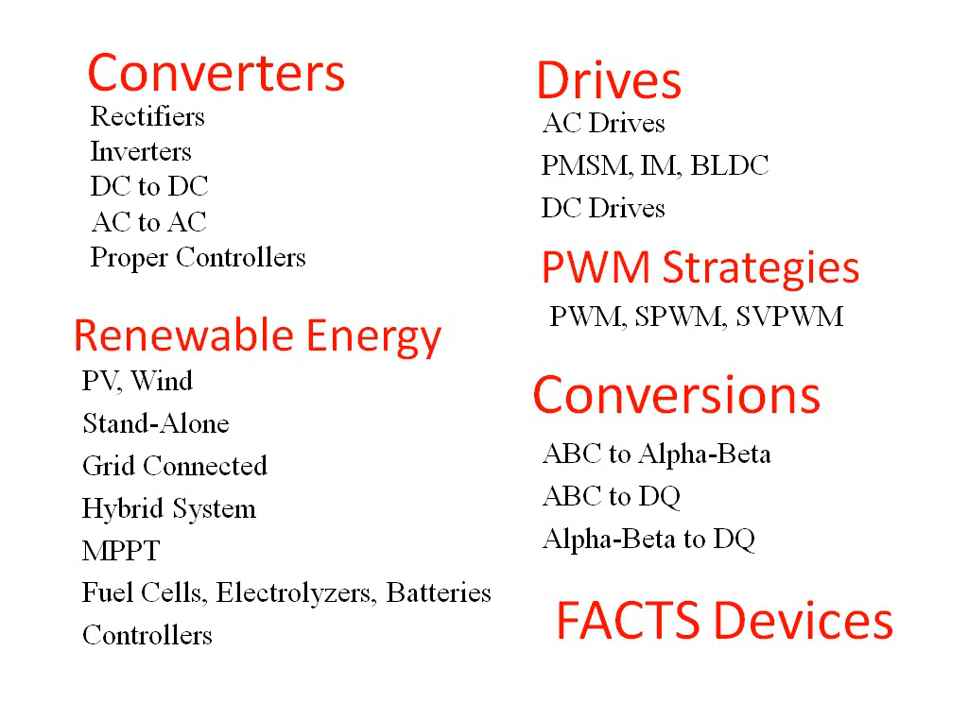 Converters
Rectifiers
Inverters
DC to DC
AC to AC
Proper Controllers
Renewable Energy
PV, Wind
Stand-Alone
Grid Connected
Hybrid System
MPPT
Fuel Cells, Electrolyzers, Batteries
Controllers
Drives
AC Drives
PMSM, IM, BLDC
DC Drives
PWM Strategies
PWM, SPWM, SVPWM
Conversions
ABC to Alpha-Beta
ABC to DQ
Alpha-Beta to DQ
FACTS Devices